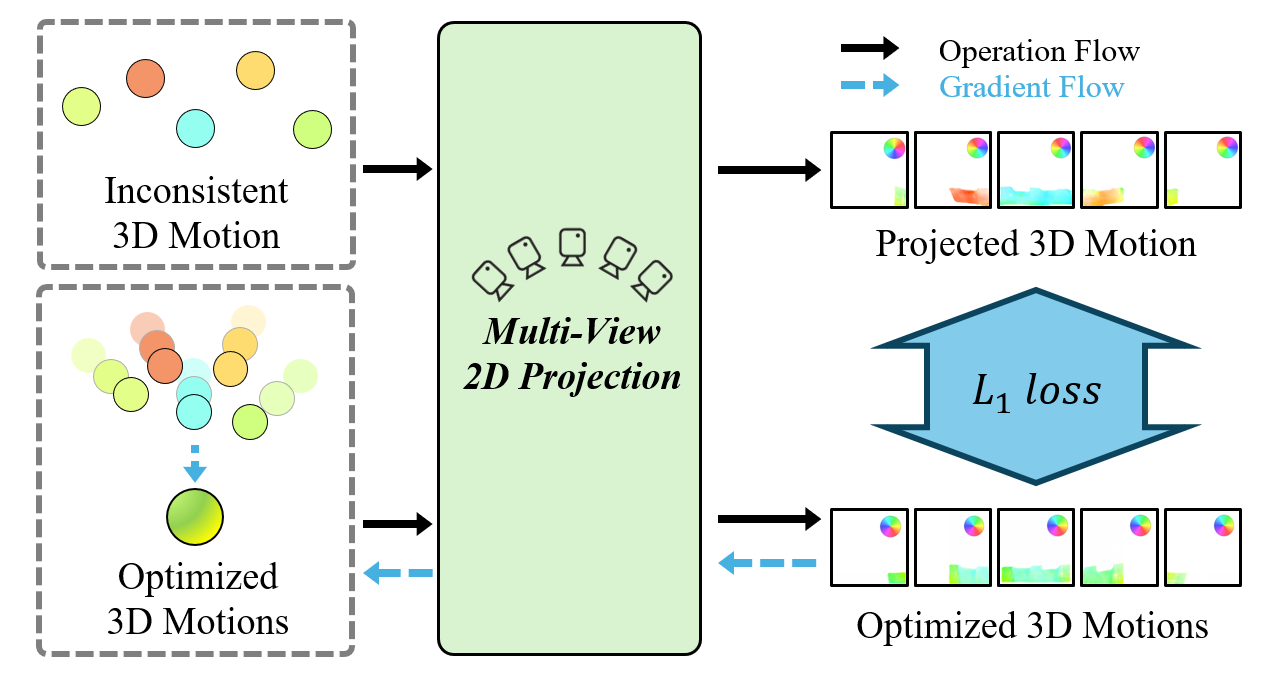 Inconsistent
3D Motion
Optimized
3D Motions
Multi-View
2D Projection
Operation Flow
Gradient Flow
Projected 3D Motion
L₁ loss
Optimized 3D Motions